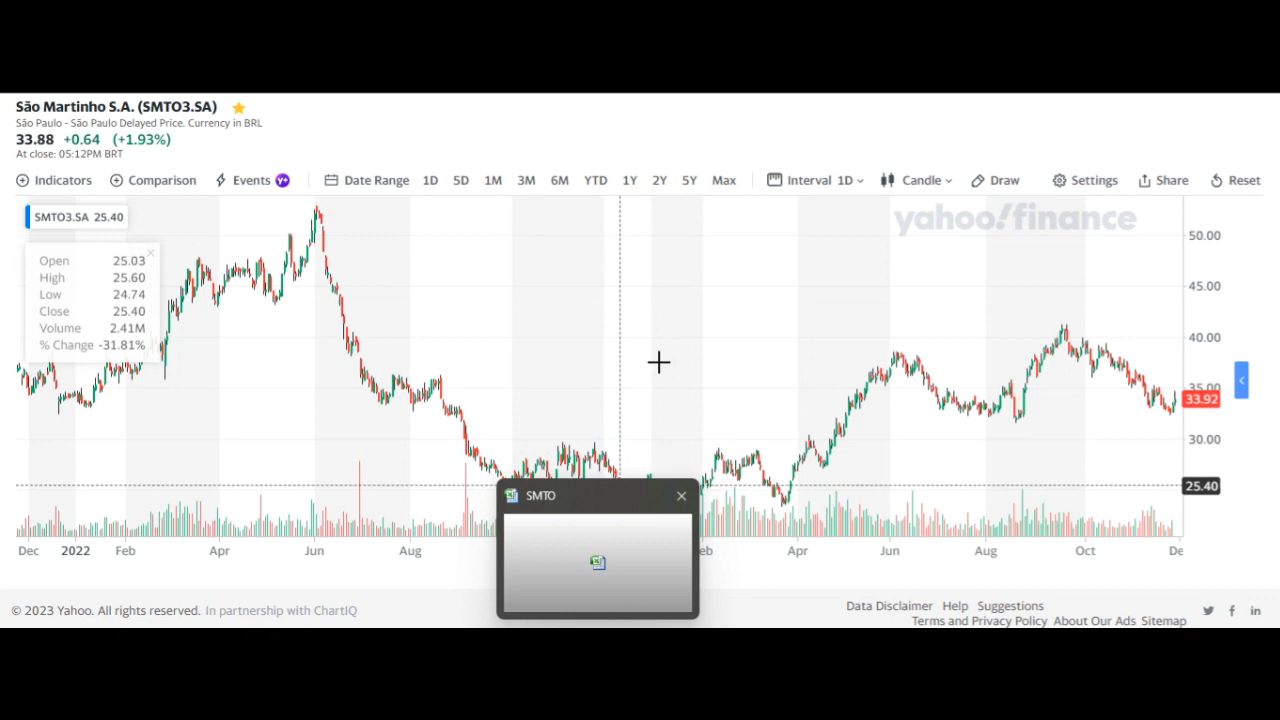 São Martinho S.A. (SMTO3.SA)
São Paulo - São Paulo Delayed Price. Currency in BRL
33.88 +0.64 (+1.93%)
At close: 05:12PM BRT
Indicators Comparison Events Y+ Date Range 1D 5D 1M 3M 6M YTD 1Y 2Y 5Y Max Interval 1D Candle Draw Settings Share Reset
SMTO3.SA 25.40
yahoo!finance
50.00
Open 25.03
High 25.60
Low 24.74
Close 25.40
Volume 2.41M
% Change -31.81%
45.00
40.00
35.00
33.92
30.00
25.40
SMTO
Dec 2022 Feb Apr Jun Aug eb Apr Jun Aug Oct De
© 2023 Yahoo. All rights reserved. In partnership with ChartIQ
Data Disclaimer Help Suggestions
Terms and Privacy Policy About Our Ads Sitemap